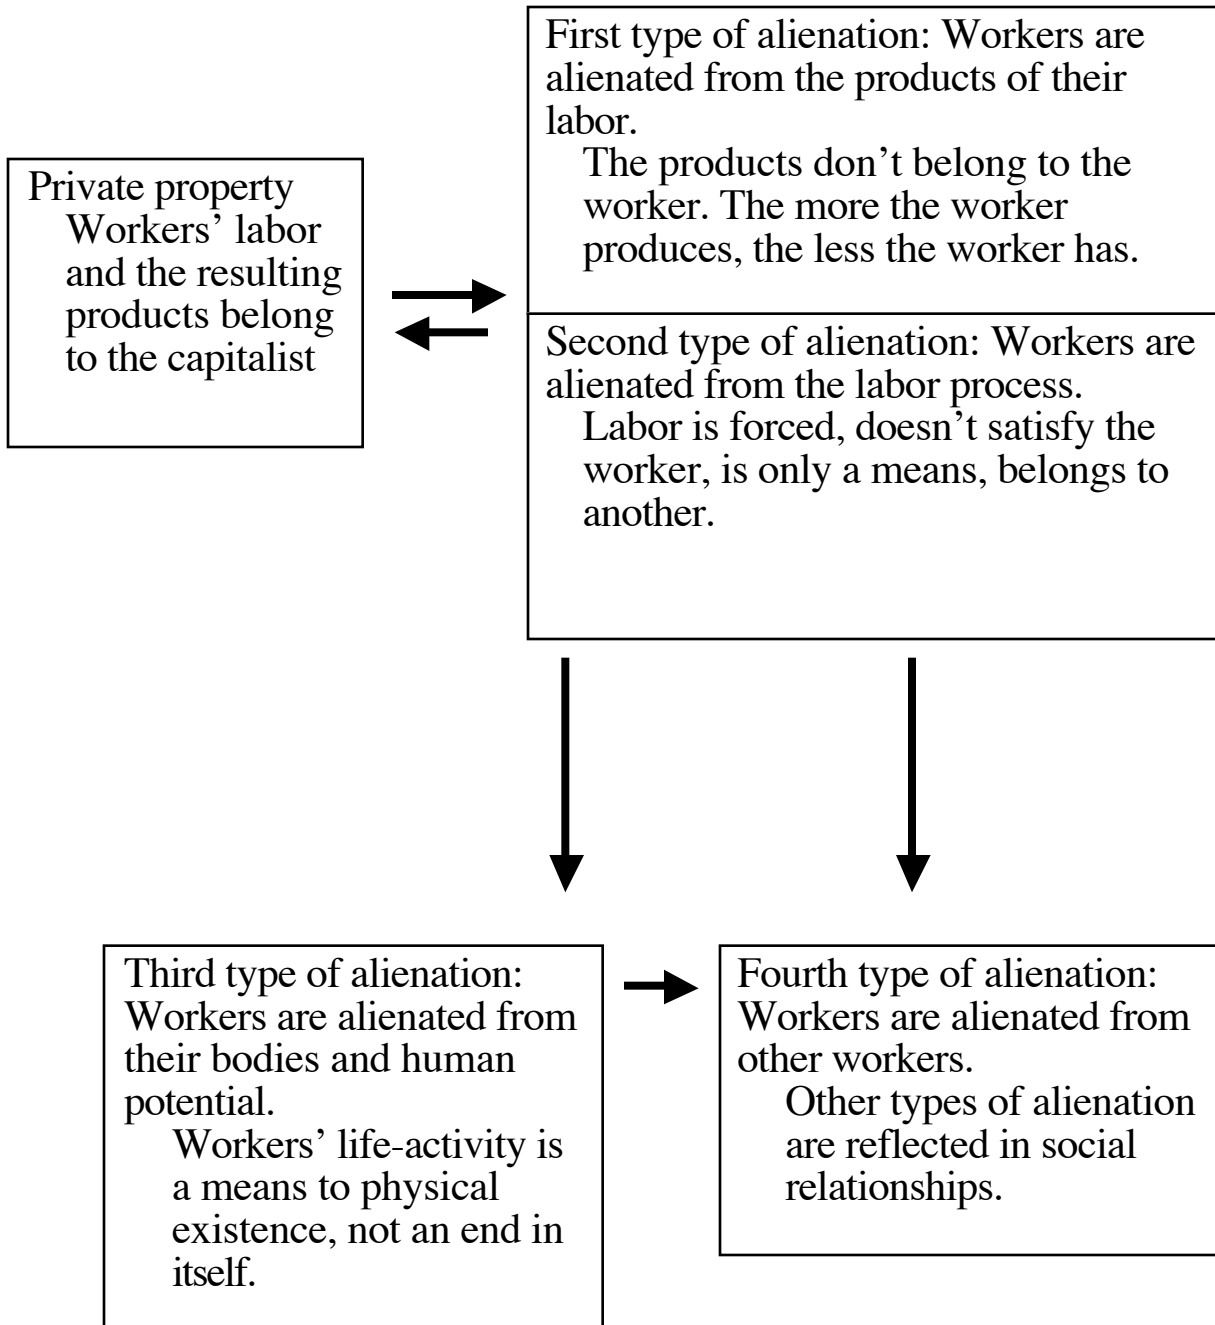 First type of alienation: Workers are
alienated from the products of their
labor.
The products don’t belong to the
worker. The more the worker
produces, the less the worker has.
Private property
Workers’ labor
and the resulting
products belong
to the capitalist
Second type of alienation: Workers are
alienated from the labor process.
Labor is forced, doesn’t satisfy the
worker, is only a means, belongs to
another.
Third type of alienation:
Workers are alienated from
their bodies and human
potential.
Workers’ life-activity is
a means to physical
existence, not an end in
itself.
Fourth type of alienation:
Workers are alienated from
other workers.
Other types of alienation
are reflected in social
relationships.